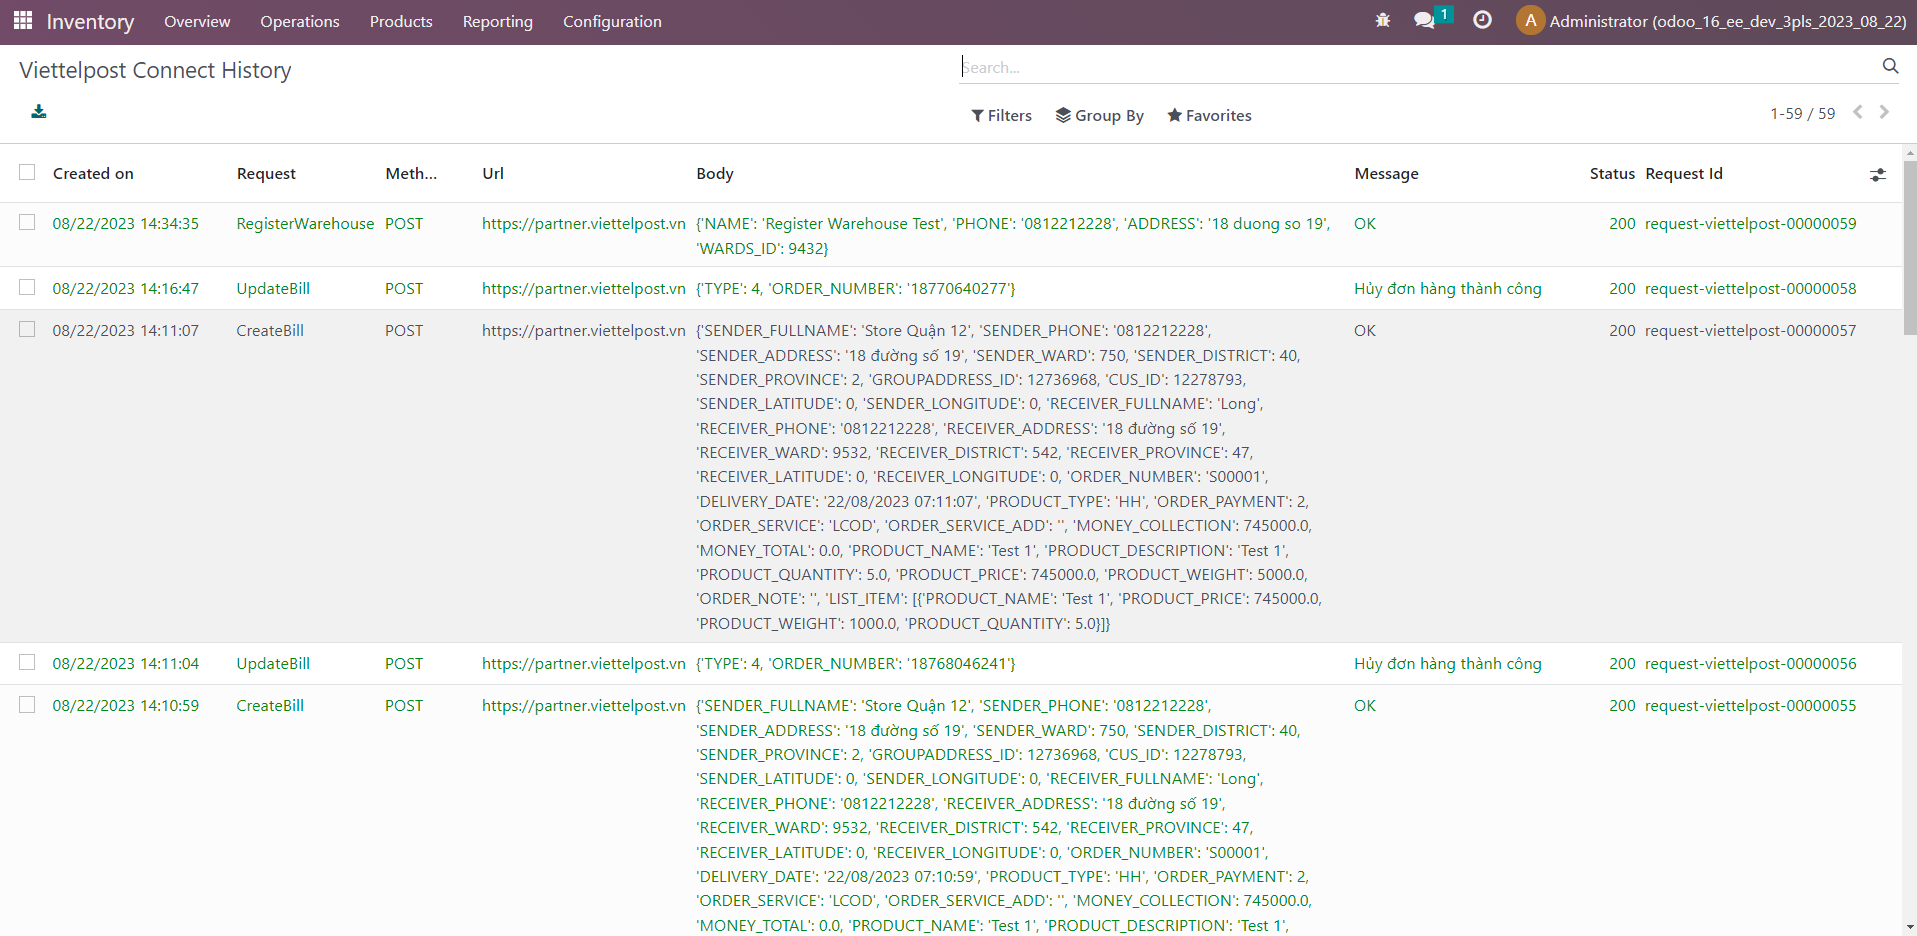 Inventory Overview Operations Products Reporting Configuration 1 A Administrator (odoo_16_ee_dev_3pls_2023_08_22)
Viettelpost Connect History Search...
Filters Group By Favorites 1-59 / 59
Created on Request Meth... Url Body Message Status Request Id
08/22/2023 14:34:35 RegisterWarehouse POST https://partner.viettelpost.vn {'NAME': 'Register Warehouse Test', 'PHONE': '0812212228', 'ADDRESS': '18 duong so 19', OK 200 request-viettelpost-00000059
'WARDS_ID': 9432}
08/22/2023 14:16:47 UpdateBill POST https://partner.viettelpost.vn {'TYPE': 4, 'ORDER_NUMBER': '18770640277'} Hủy đơn hàng thành công 200 request-viettelpost-00000058
08/22/2023 14:11:07 CreateBill POST https://partner.viettelpost.vn {'SENDER_FULLNAME': 'Store Quận 12', 'SENDER_PHONE': '0812212228', OK 200 request-viettelpost-00000057
'SENDER_ADDRESS': '18 đường số 19', 'SENDER_WARD': 750, 'SENDER_DISTRICT': 40,
'SENDER_PROVINCE': 2, 'GROUPADDRESS_ID': 12736968, 'CUS_ID': 12278793,
'SENDER_LATITUDE': 0, 'SENDER_LONGITUDE': 0, 'RECEIVER_FULLNAME': 'Long',
'RECEIVER_PHONE': '0812212228', 'RECEIVER_ADDRESS': '18 đường số 19',
'RECEIVER_WARD': 9532, 'RECEIVER_DISTRICT': 542, 'RECEIVER_PROVINCE': 47,
'RECEIVER_LATITUDE': 0, 'RECEIVER_LONGITUDE': 0, 'ORDER_NUMBER': 'S00001',
'DELIVERY_DATE': '22/08/2023 07:11:07', 'PRODUCT_TYPE': 'HH', 'ORDER_PAYMENT': 2,
'ORDER_SERVICE': 'LCOD', 'ORDER_SERVICE_ADD': '', 'MONEY_COLLECTION': 745000.0,
'MONEY_TOTAL': 0.0, 'PRODUCT_NAME': 'Test 1', 'PRODUCT_DESCRIPTION': 'Test 1',
'PRODUCT_QUANTITY': 5.0, 'PRODUCT_PRICE': 745000.0, 'PRODUCT_WEIGHT': 5000.0,
'ORDER_NOTE': '', 'LIST_ITEM': [{'PRODUCT_NAME': 'Test 1', 'PRODUCT_PRICE': 745000.0,
'PRODUCT_WEIGHT': 1000.0, 'PRODUCT_QUANTITY': 5.0}]}
08/22/2023 14:11:04 UpdateBill POST https://partner.viettelpost.vn {'TYPE': 4, 'ORDER_NUMBER': '18768046241'} Hủy đơn hàng thành công 200 request-viettelpost-00000056
08/22/2023 14:10:59 CreateBill POST https://partner.viettelpost.vn {'SENDER_FULLNAME': 'Store Quận 12', 'SENDER_PHONE': '0812212228', OK 200 request-viettelpost-00000055
'SENDER_ADDRESS': '18 đường số 19', 'SENDER_WARD': 750, 'SENDER_DISTRICT': 40,
'SENDER_PROVINCE': 2, 'GROUPADDRESS_ID': 12736968, 'CUS_ID': 12278793,
'SENDER_LATITUDE': 0, 'SENDER_LONGITUDE': 0, 'RECEIVER_FULLNAME': 'Long',
'RECEIVER_PHONE': '0812212228', 'RECEIVER_ADDRESS': '18 đường số 19',
'RECEIVER_WARD': 9532, 'RECEIVER_DISTRICT': 542, 'RECEIVER_PROVINCE': 47,
'RECEIVER_LATITUDE': 0, 'RECEIVER_LONGITUDE': 0, 'ORDER_NUMBER': 'S00001',
'DELIVERY_DATE': '22/08/2023 07:10:59', 'PRODUCT_TYPE': 'HH', 'ORDER_PAYMENT': 2,
'ORDER_SERVICE': 'LCOD', 'ORDER_SERVICE_ADD': '', 'MONEY_COLLECTION': 745000.0,
'MONEY_TOTAL': 0.0, 'PRODUCT_NAME': 'Test 1', 'PRODUCT_DESCRIPTION': 'Test 1',